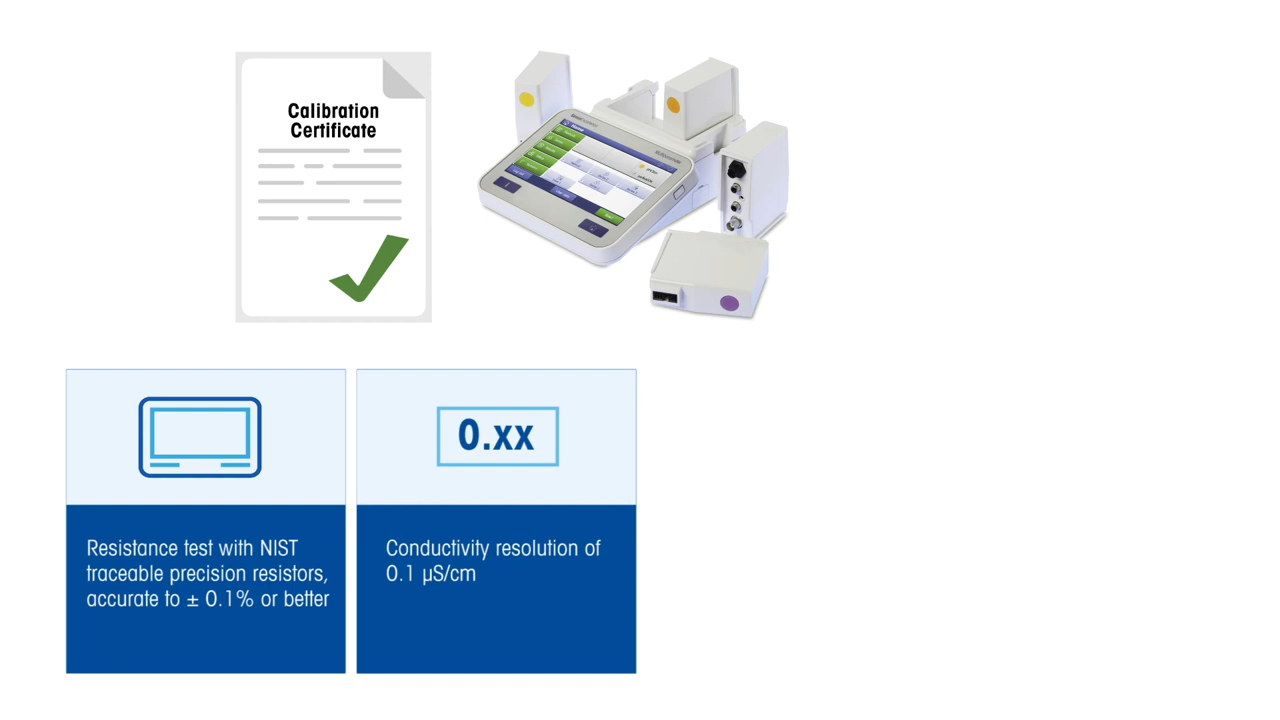 Calibration
Certificate
0.xx
Resistance test with NIST
traceable precision resistors,
accurate to ± 0.1% or better
Conductivity resolution of
0.1 µS/cm